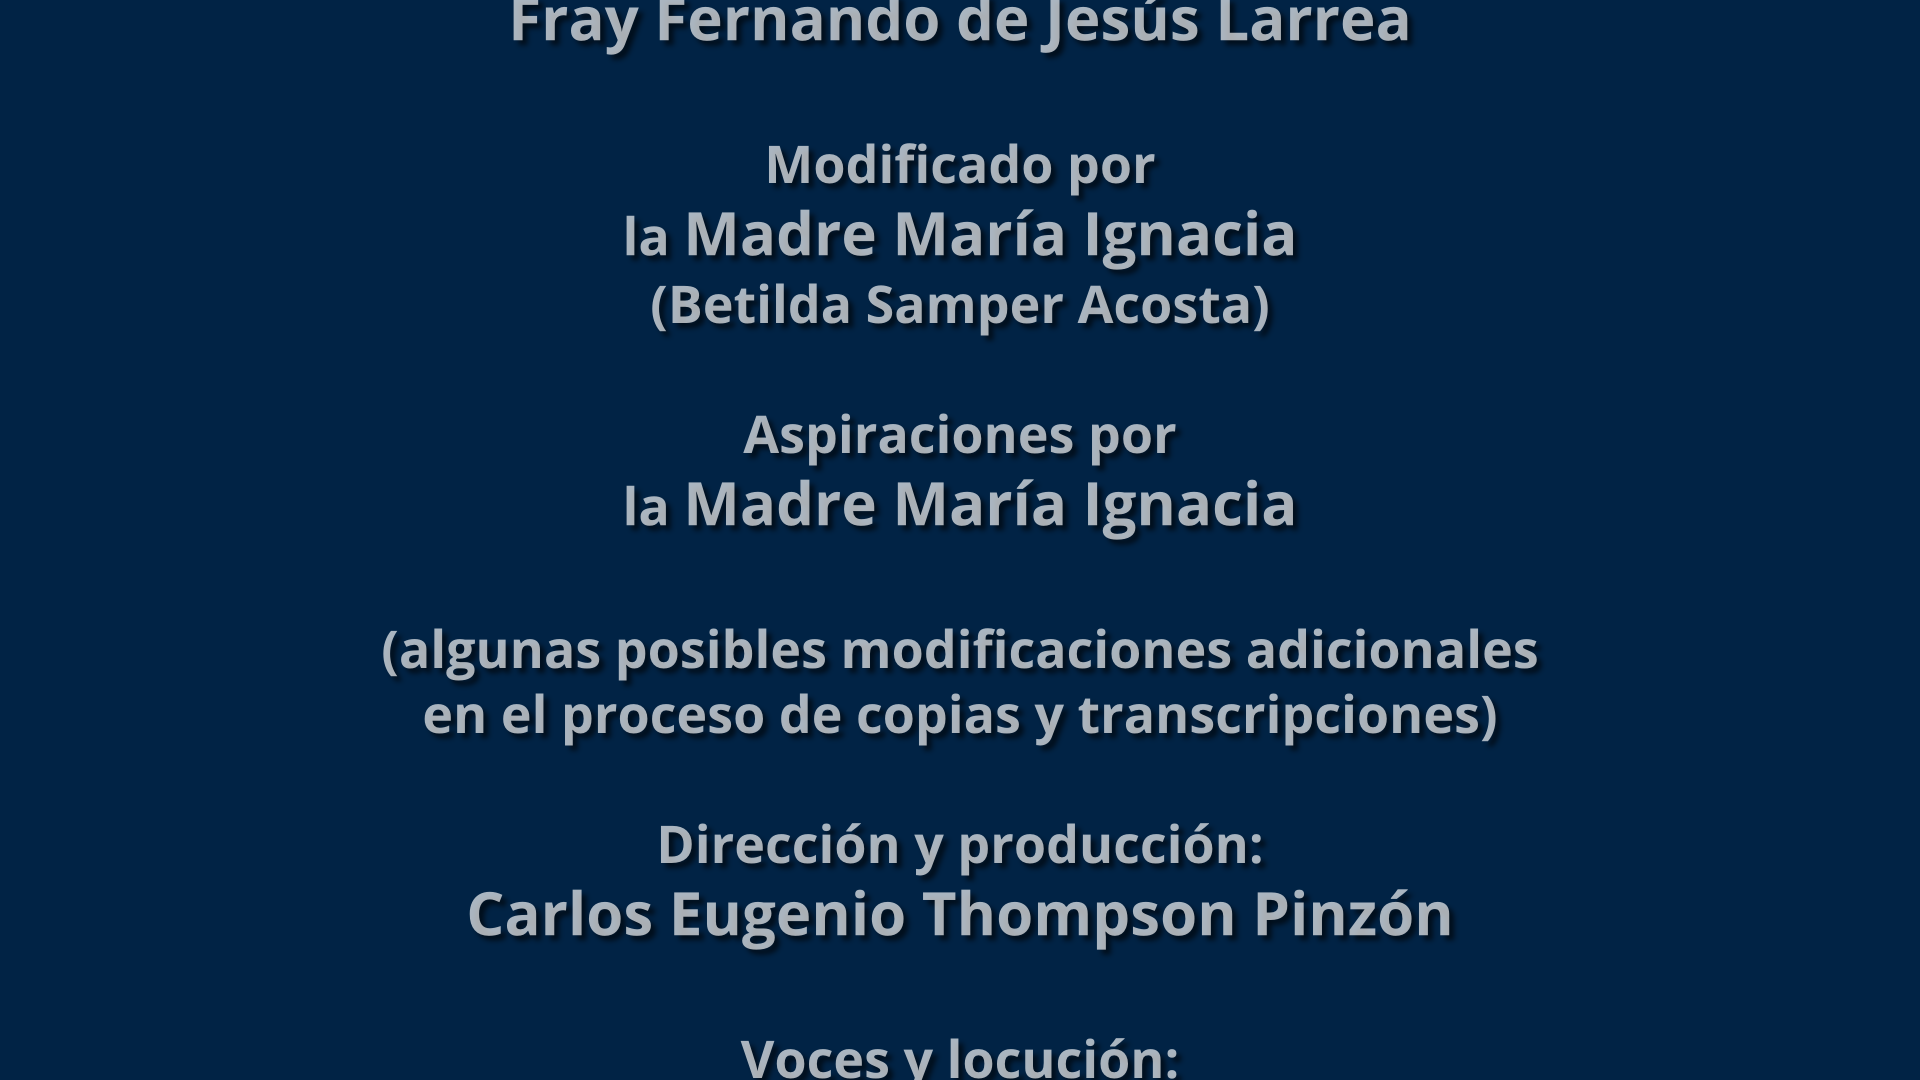 Fray Fernando de Jesús Larrea
Modificado por
la Madre María Ignacia
(Betilda Samper Acosta)
Aspiraciones por
la Madre María Ignacia
(algunas posibles modificaciones adicionales
en el proceso de copias y transcripciones)
Dirección y producción:
Carlos Eugenio Thompson Pinzón
Voces y locución: